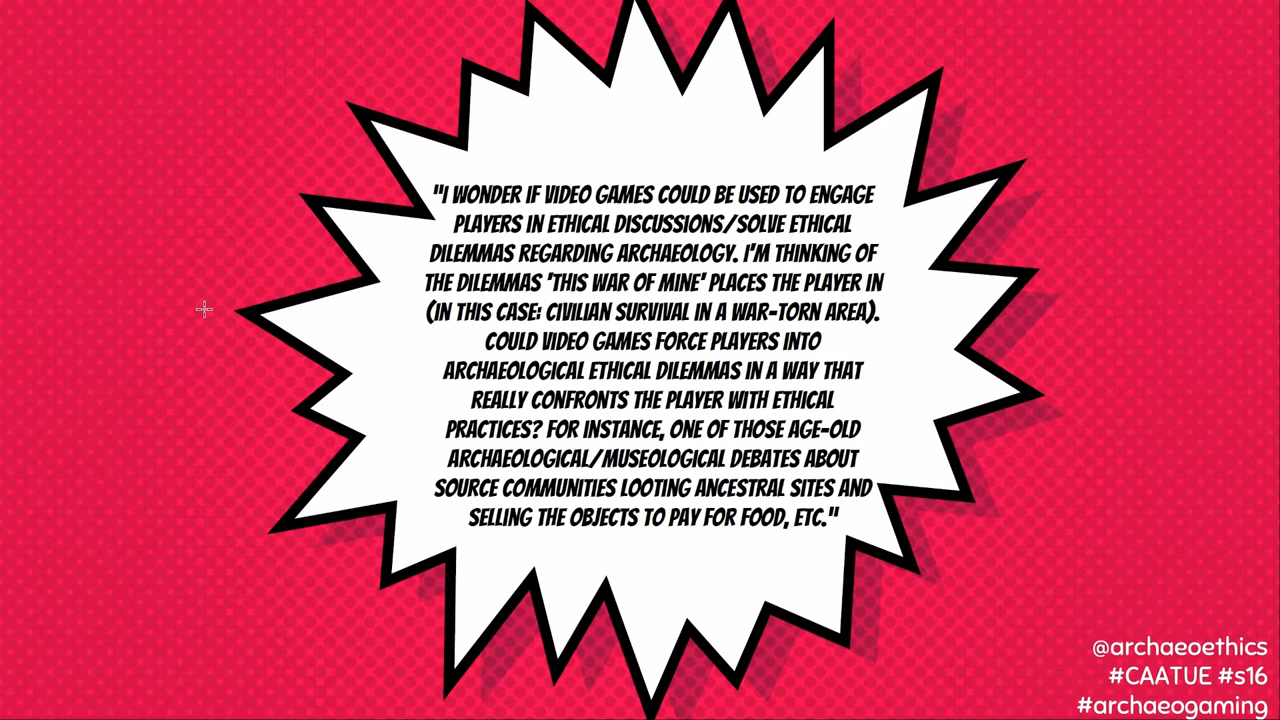 "I WONDER IF VIDEO GAMES COULD BE USED TO ENGAGE
PLAYERS IN ETHICAL DISCUSSIONS/SOLVE ETHICAL
DILEMMAS REGARDING ARCHAEOLOGY. I'M THINKING OF
THE DILEMMAS 'THIS WAR OF MINE' PLACES THE PLAYER IN
(IN THIS CASE: CIVILIAN SURVIVAL IN A WAR-TORN AREA).
COULD VIDEO GAMES FORCE PLAYERS INTO
ARCHAEOLOGICAL ETHICAL DILEMMAS IN A WAY THAT
REALLY CONFRONTS THE PLAYER WITH ETHICAL
PRACTICES? FOR INSTANCE, ONE OF THOSE AGE-OLD
ARCHAEOLOGICAL/MUSEOLOGICAL DEBATES ABOUT
SOURCE COMMUNITIES LOOTING ANCESTRAL SITES AND
SELLING THE OBJECTS TO PAY FOR FOOD, ETC."
@archaeoethics
#CAATUE #s16
#archaeogaming